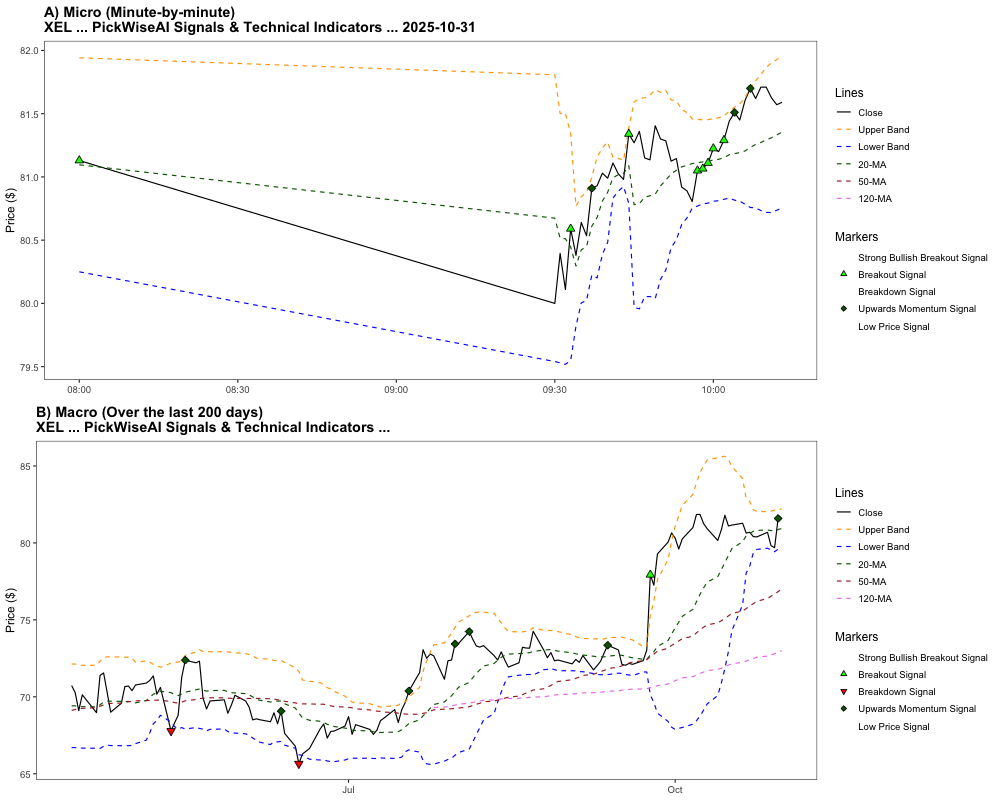 A) Micro (Minute-by-minute)
XEL ... PickWiseAI Signals & Technical Indicators ... 2025-10-31
Price ($)
82.0
81.5
81.0
80.5
80.0
79.5
08:00
08:30
09:00
09:30
10:00
Lines
Close
Upper Band
Lower Band
20-MA
50-MA
120-MA
Markers
Strong Bullish Breakout Signal
Breakout Signal
Breakdown Signal
Upwards Momentum Signal
Low Price Signal
B) Macro (Over the last 200 days)
XEL ... PickWiseAI Signals & Technical Indicators ...
Price ($)
85
80
75
70
65
Jul
Oct
Lines
Close
Upper Band
Lower Band
20-MA
50-MA
120-MA
Markers
Strong Bullish Breakout Signal
Breakout Signal
Breakdown Signal
Upwards Momentum Signal
Low Price Signal